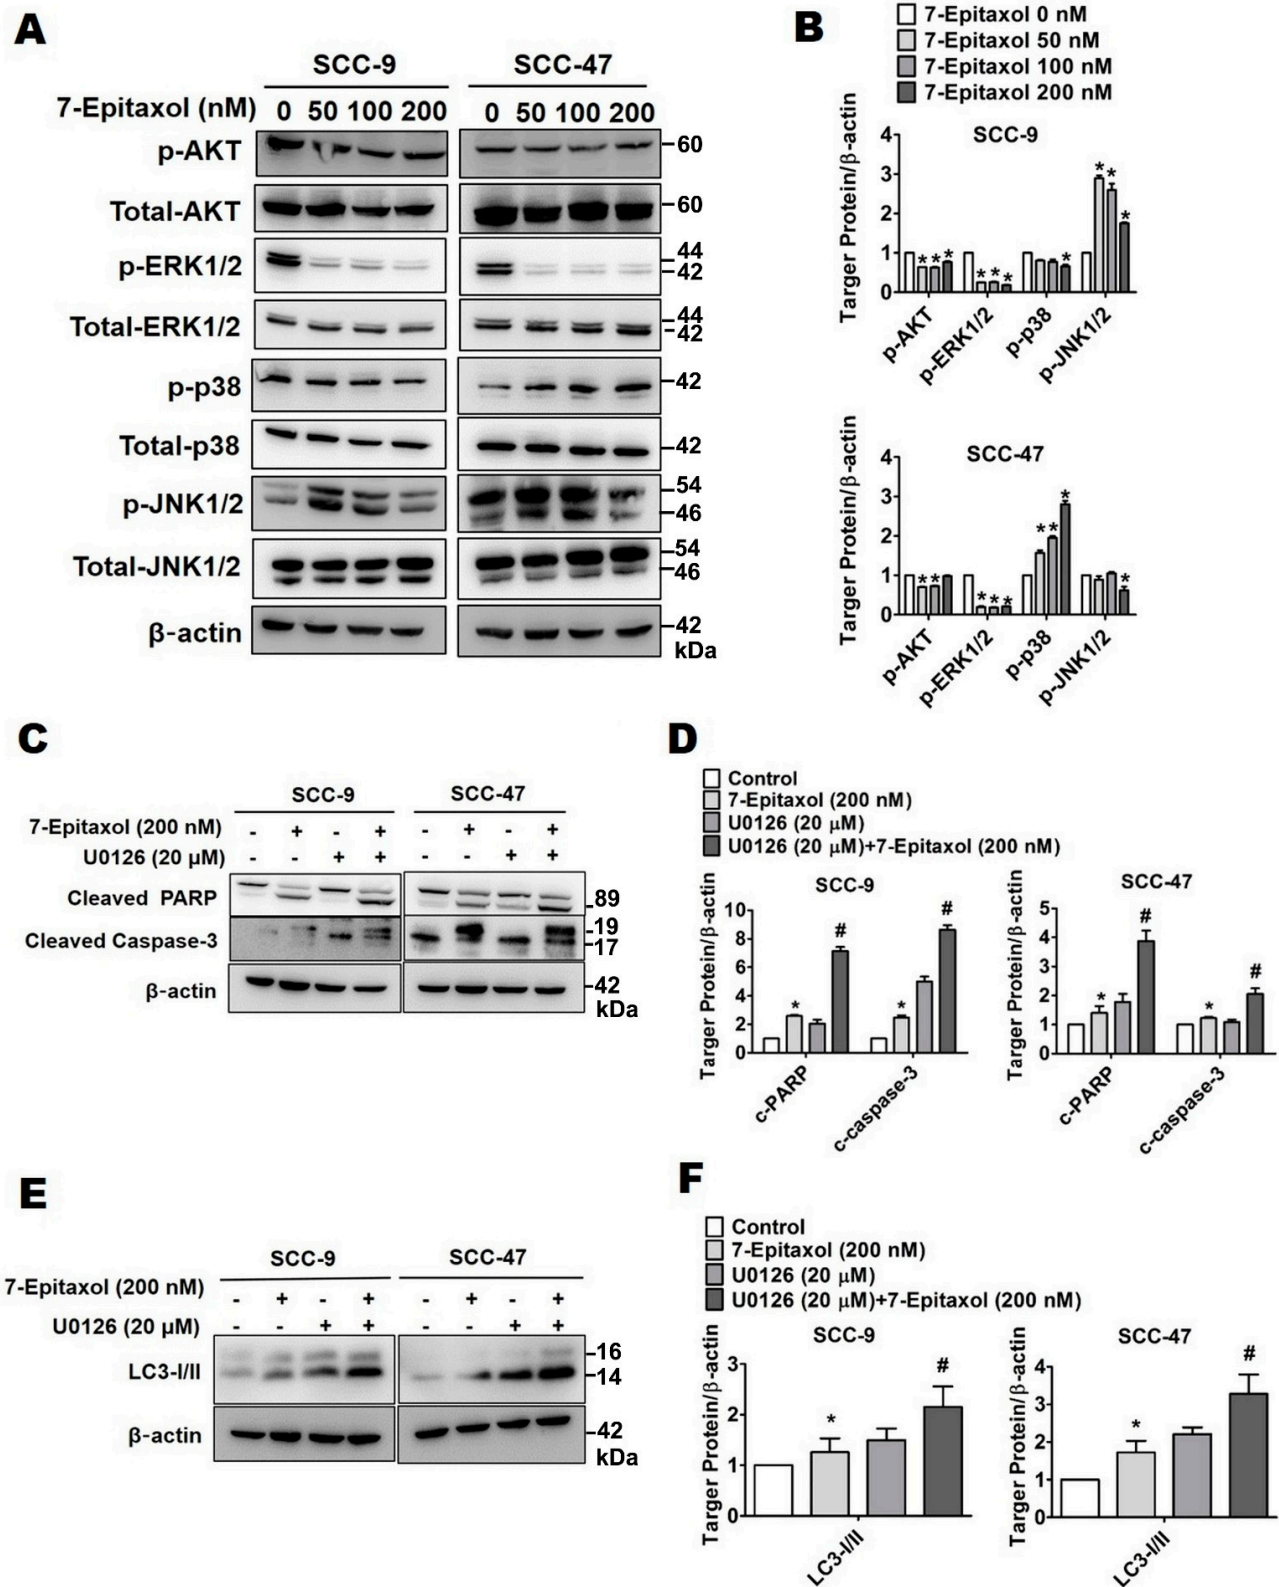 A
SCC-9 SCC-47
7-Epitaxol (nM) 0 50 100 200 0 50 100 200
p-AKT 60
Total-AKT 60
p-ERK1/2 44
42
Total-ERK1/2 44
42
p-p38 42
Total-p38 42
p-JNK1/2 54
46
Total-JNK1/2 54
46
β-actin 42
kDa
B
7-Epitaxol 0 nM
7-Epitaxol 50 nM
7-Epitaxol 100 nM
7-Epitaxol 200 nM
SCC-9
Targer Protein/β-actin
4
3
2
1
0
* * * * * * * * * *
p-AKT p-ERK1/2 p-p38 p-JNK1/2
SCC-47
Targer Protein/β-actin
4
3
2
1
0
* * * * * * * * *
p-AKT p-ERK1/2 p-p38 p-JNK1/2
C
SCC-9 SCC-47
7-Epitaxol (200 nM) - + - + - + - +
U0126 (20 μM) - - + + - - + +
Cleaved PARP 89
Cleaved Caspase-3 19
17
β-actin 42
kDa
D
Control
7-Epitaxol (200 nM)
U0126 (20 μM)
U0126 (20 μM)+7-Epitaxol (200 nM)
SCC-9
Targer Protein/β-actin
10
8
6
4
2
0
* # * #
c-PARP c-caspase-3
SCC-47
Targer Protein/β-actin
5
4
3
2
1
0
* # * #
c-PARP c-caspase-3
E
SCC-9 SCC-47
7-Epitaxol (200 nM) - + - + - + - +
U0126 (20 μM) - - + + - - + +
LC3-I/II 16
14
β-actin 42
kDa
F
Control
7-Epitaxol (200 nM)
U0126 (20 μM)
U0126 (20 μM)+7-Epitaxol (200 nM)
SCC-9
Targer Protein/β-actin
3
2
1
0
* #
LC3-I/II
SCC-47
Targer Protein/β-actin
4
3
2
1
0
* #
LC3-I/II